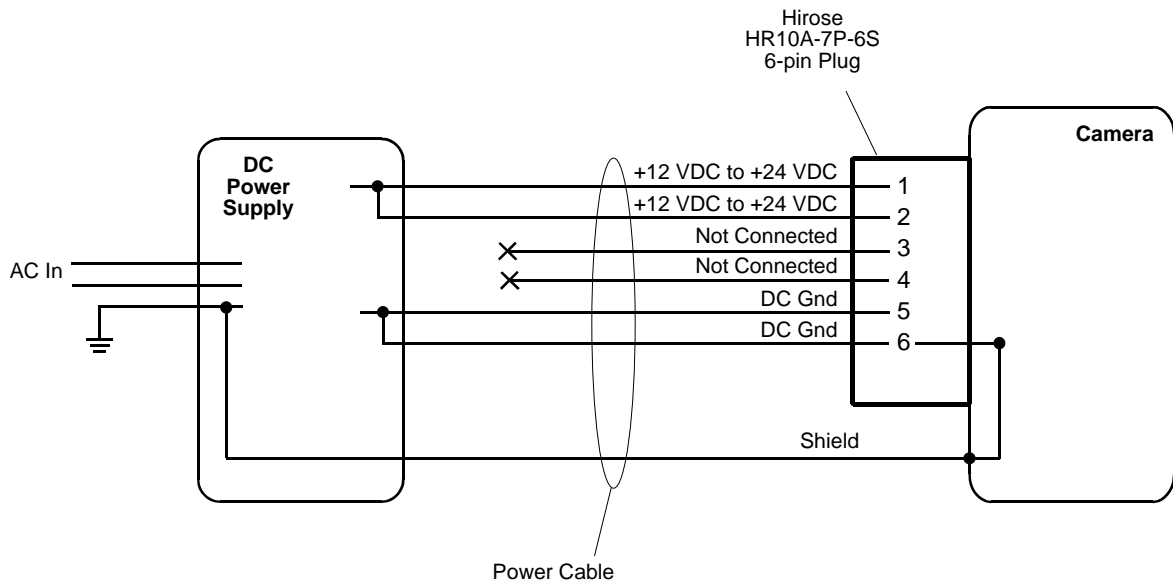 Hirose
HR10A-7P-6S
6-pin Plug
Camera
DC
Power
Supply
+12 VDC to +24 VDC
1
+12 VDC to +24 VDC
2
Not Connected
3
Not Connected
4
AC In
DC Gnd
5
DC Gnd
6
Shield
Power Cable